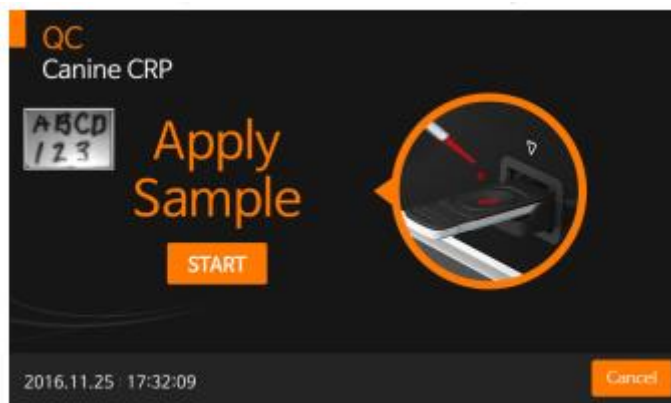 QC
Canine CRP
ABCD
123
Apply
Sample
START
2016.11.25 17:32:09
Cancel